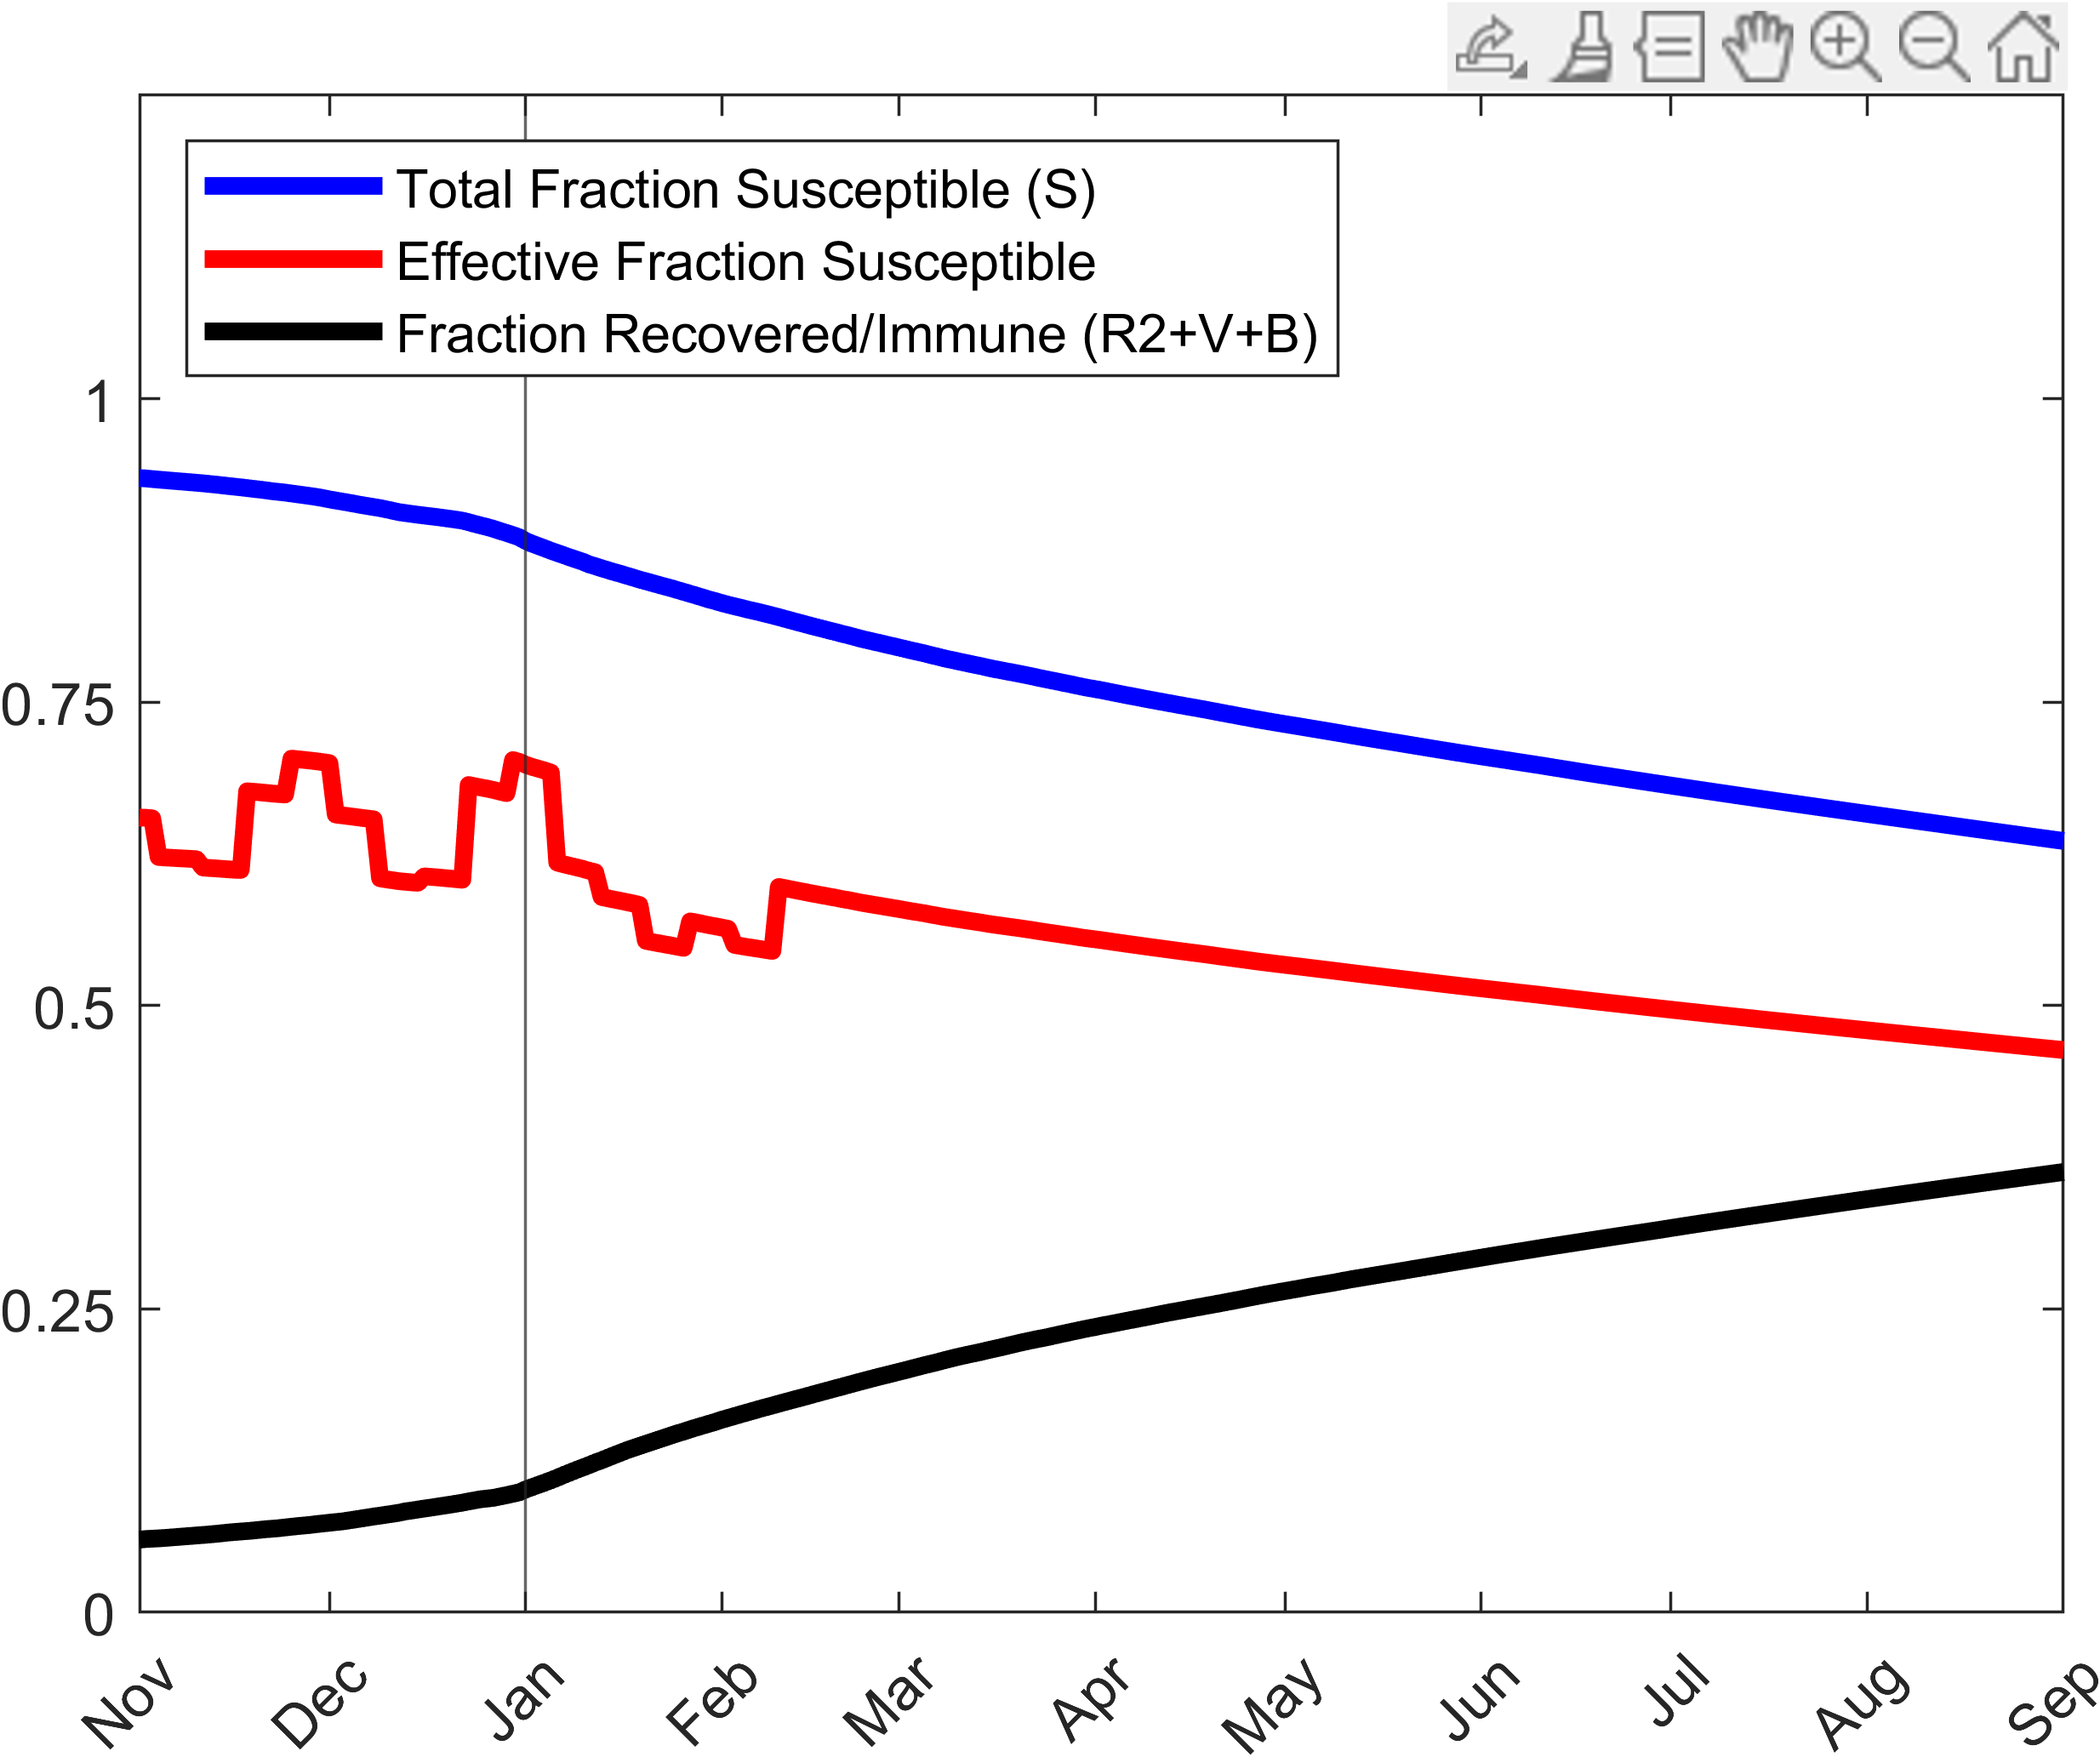 Total Fraction Susceptible (S)
Effective Fraction Susceptible
Fraction Recovered/Immune (R2+V+B)
1
0.75
0.5
0.25
0
Nov Dec Jan Feb Mar Apr May Jun Jul Aug Sep